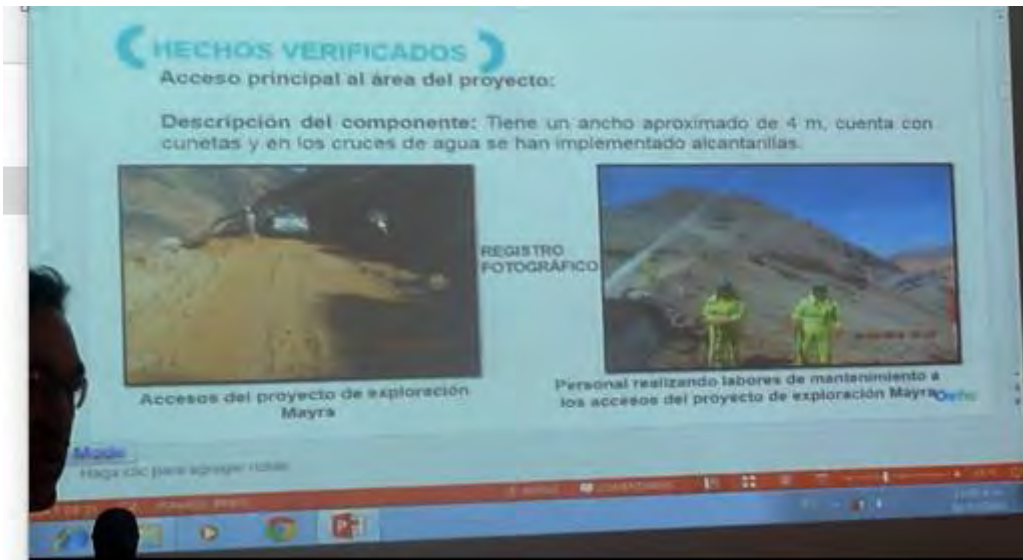 HECHOS VERIFICADOS
Acceso principal al área del proyecto:
Descripción del componente: Tiene un ancho aproximado de 4 m, cuenta con
cunetas y en los cruces de agua se han implementado alcantarillas.
REGISTRO
FOTOGRÁFICO
Accesos del proyecto de exploración
Mayra
Personal realizando labores de mantenimiento a
los accesos del proyecto de exploración Mayra
Haga clic para agregar notas